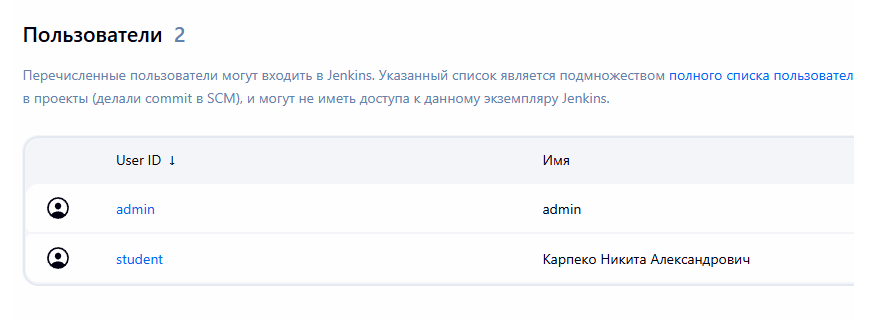 Пользователи 2
Перечисленные пользователи могут входить в Jenkins. Указанный список является подмножеством полного списка пользовател
в проекты (делали commit в SCM), и могут не иметь доступа к данному экземпляру Jenkins.
User ID ↓ Имя
admin admin
student Карпеко Никита Александрович